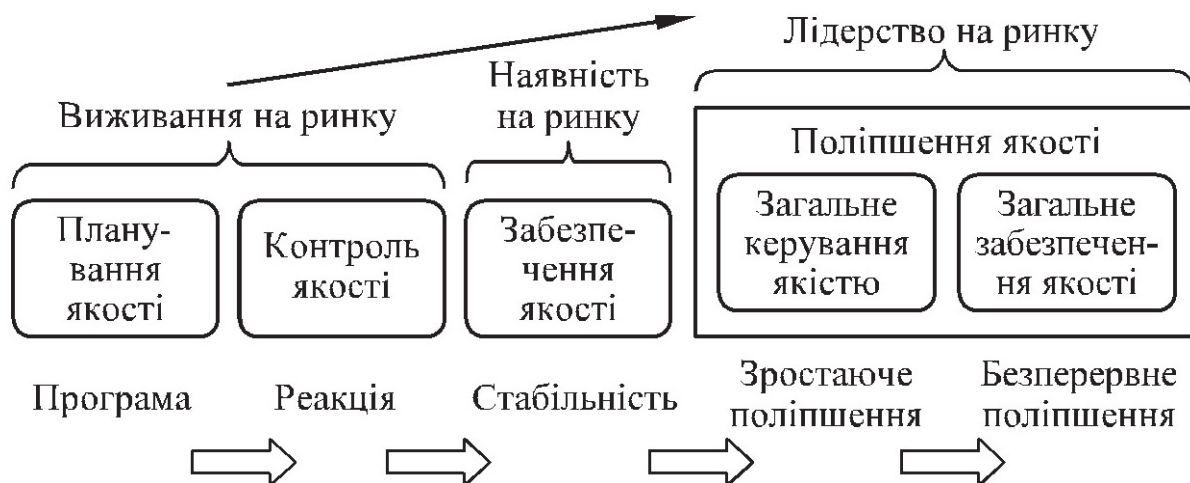 Лідерство на ринку
Наявність
на ринку
Виживання на ринку
Поліпшення якості
Плану-
вання
якості
Контроль
якості
Забезпе-
чення
якості
Загальне
керування
якістю
Загальне
забезпечен-
ня якості
Програма
Реакція
Стабільність
Зростаюче
поліпшення
Безперервне
поліпшення